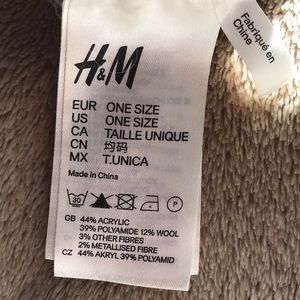 Fabriqué en
Chine
H&M
EUR ONE SIZE
US ONE SIZE
CA TAILLE UNIQUE
CN 均码
MX T.UNICA
Made in China
30
P
GB 44% ACRYLIC
39% POLYAMIDE 12% WOOL
3% OTHER FIBRES
2% METALLISED FIBRE
CZ 44% AKRYL 39% POLYAMID